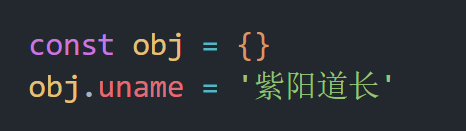 const obj = {}
obj.uname = '紫阳道长'